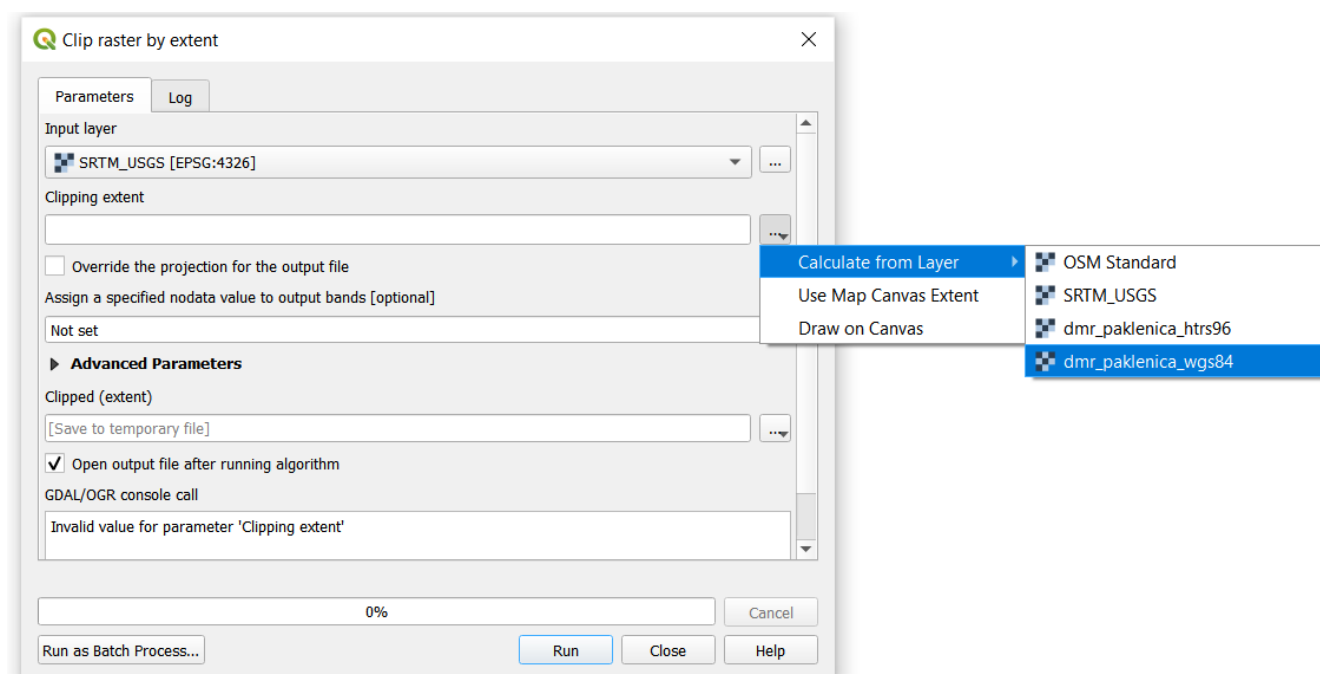 Clip raster by extent
Parameters
Log
Input layer
SRTM_USGS [EPSG:4326]
...
Clipping extent
...
Calculate from Layer
OSM Standard
Override the projection for the output file
Use Map Canvas Extent
SRTM_USGS
Assign a specified nodata value to output bands [optional]
Not set
Draw on Canvas
dmr_paklenica_htrs96
dmr_paklenica_wgs84
Advanced Parameters
Clipped (extent)
[Save to temporary file]
...
Open output file after running algorithm
GDAL/OGR console call
Invalid value for parameter 'Clipping extent'
0%
Cancel
Run as Batch Process...
Run
Close
Help